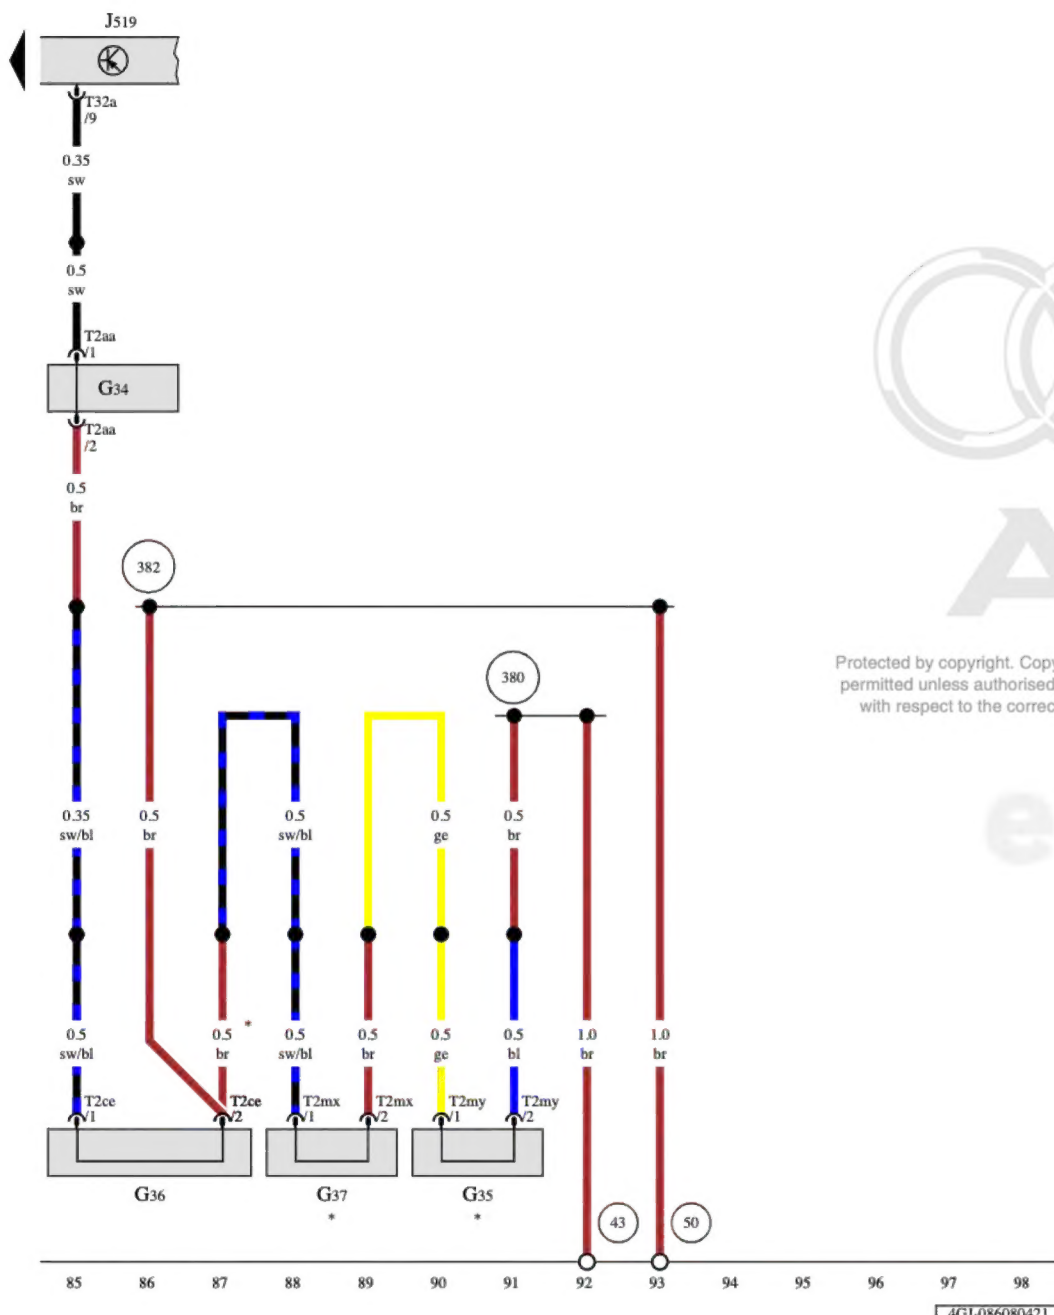 J519
T32a
/9
0.35
sw
0.5
sw
T2aa
/1
G34
T2aa
/2
0.5
br
382
380
A
Protected by copyright. Copy
permitted unless authorised
with respect to the correc
e
0.35
sw/bl
0.5
br
0.5
sw/bl
0.5
ge
0.5
br
0.5
sw/bl
0.5
br
*
0.5
sw/bl
0.5
br
0.5
ge
0.5
bl
1.0
br
1.0
br
T2ce
/1
T2ce
/2
T2mx
/1
T2mx
/2
T2my
/1
T2my
/2
G36
G37
*
G35
*
43
50
85 86 87 88 89 90 91 92 93 94 95 96 97 98